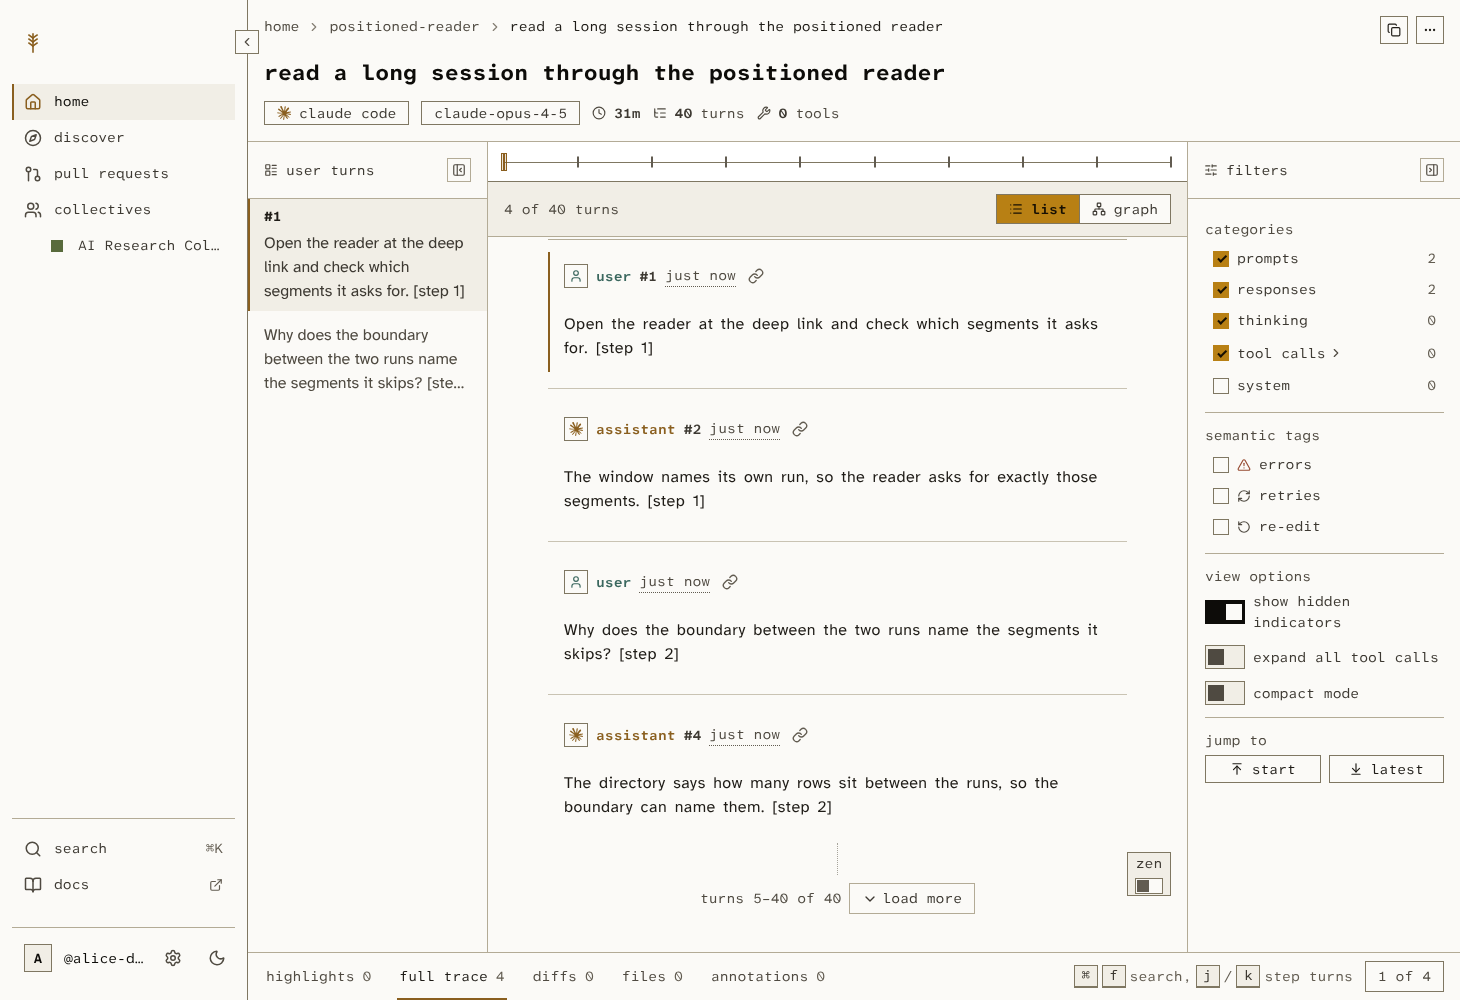 home
discover
pull requests
collectives
AI Research Col…
search ⌘K
docs
A @alice-d…
home > positioned-reader > read a long session through the positioned reader
read a long session through the positioned reader
claude code claude-opus-4-5 31m 40 turns 0 tools
user turns
#1
Open the reader at the deep
link and check which
segments it asks for. [step 1]
Why does the boundary
between the two runs name
the segments it skips? [ste…
4 of 40 turns
list graph
user #1 just now
Open the reader at the deep link and check which segments it asks
for. [step 1]
assistant #2 just now
The window names its own run, so the reader asks for exactly those
segments. [step 1]
user just now
Why does the boundary between the two runs name the segments it
skips? [step 2]
assistant #4 just now
The directory says how many rows sit between the runs, so the
boundary can name them. [step 2]
turns 5–40 of 40 load more
zen
filters
categories
prompts 2
responses 2
thinking 0
tool calls > 0
system 0
semantic tags
errors
retries
re-edit
view options
show hidden
indicators
expand all tool calls
compact mode
jump to
start latest
highlights 0 full trace 4 diffs 0 files 0 annotations 0
⌘ f search, j / k step turns 1 of 4